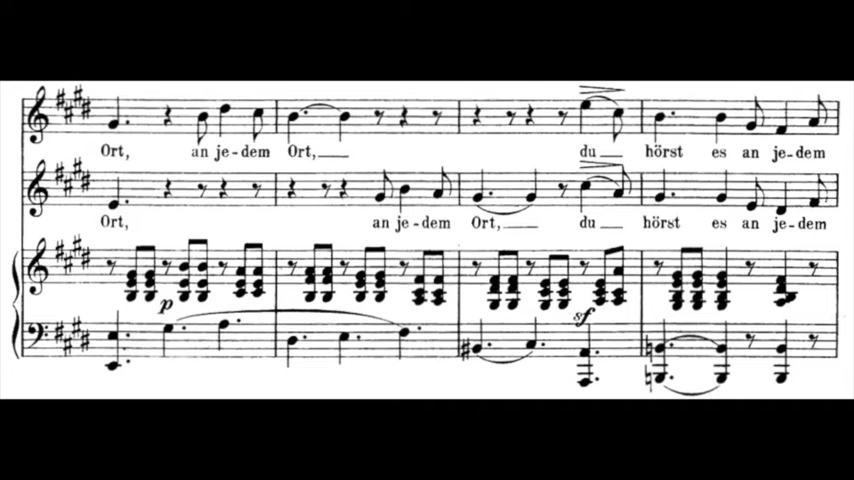 Ort, an je-dem Ort, du hörst es an je-dem
Ort, an je-dem Ort, du hörst es an je-dem
p
sf